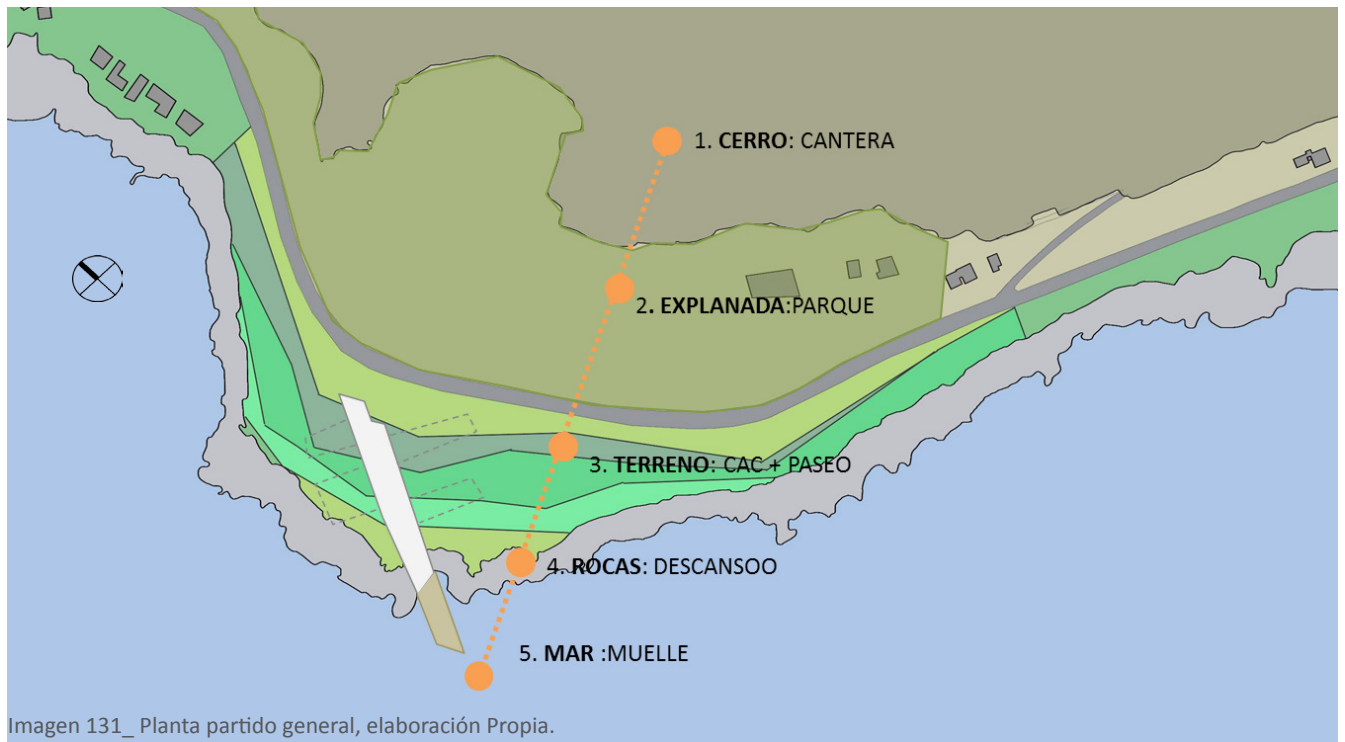 1. CERRO: CANTERA
2. EXPLANADA:PARQUE
3. TERRENO: CAC + PASEO
4. ROCAS: DESCANSOO
5. MAR :MUELLE
Imagen 131_ Planta partido general, elaboración Propia.